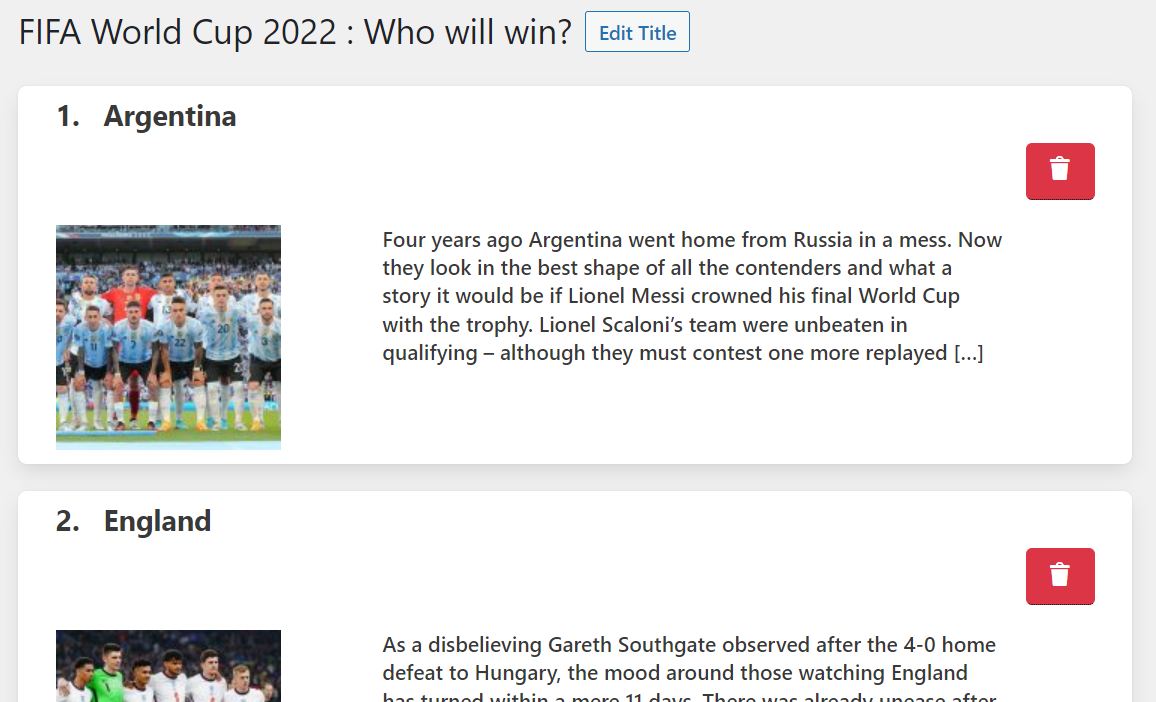 FIFA World Cup 2022 : Who will win? Edit Title
1. Argentina
Four years ago Argentina went home from Russia in a mess. Now
they look in the best shape of all the contenders and what a
story it would be if Lionel Messi crowned his final World Cup
with the trophy. Lionel Scaloni’s team were unbeaten in
qualifying – although they must contest one more replayed [...]
2. England
As a disbelieving Gareth Southgate observed after the 4-0 home
defeat to Hungary, the mood around those watching England
has turned within a mere 11 days. There was already unease after